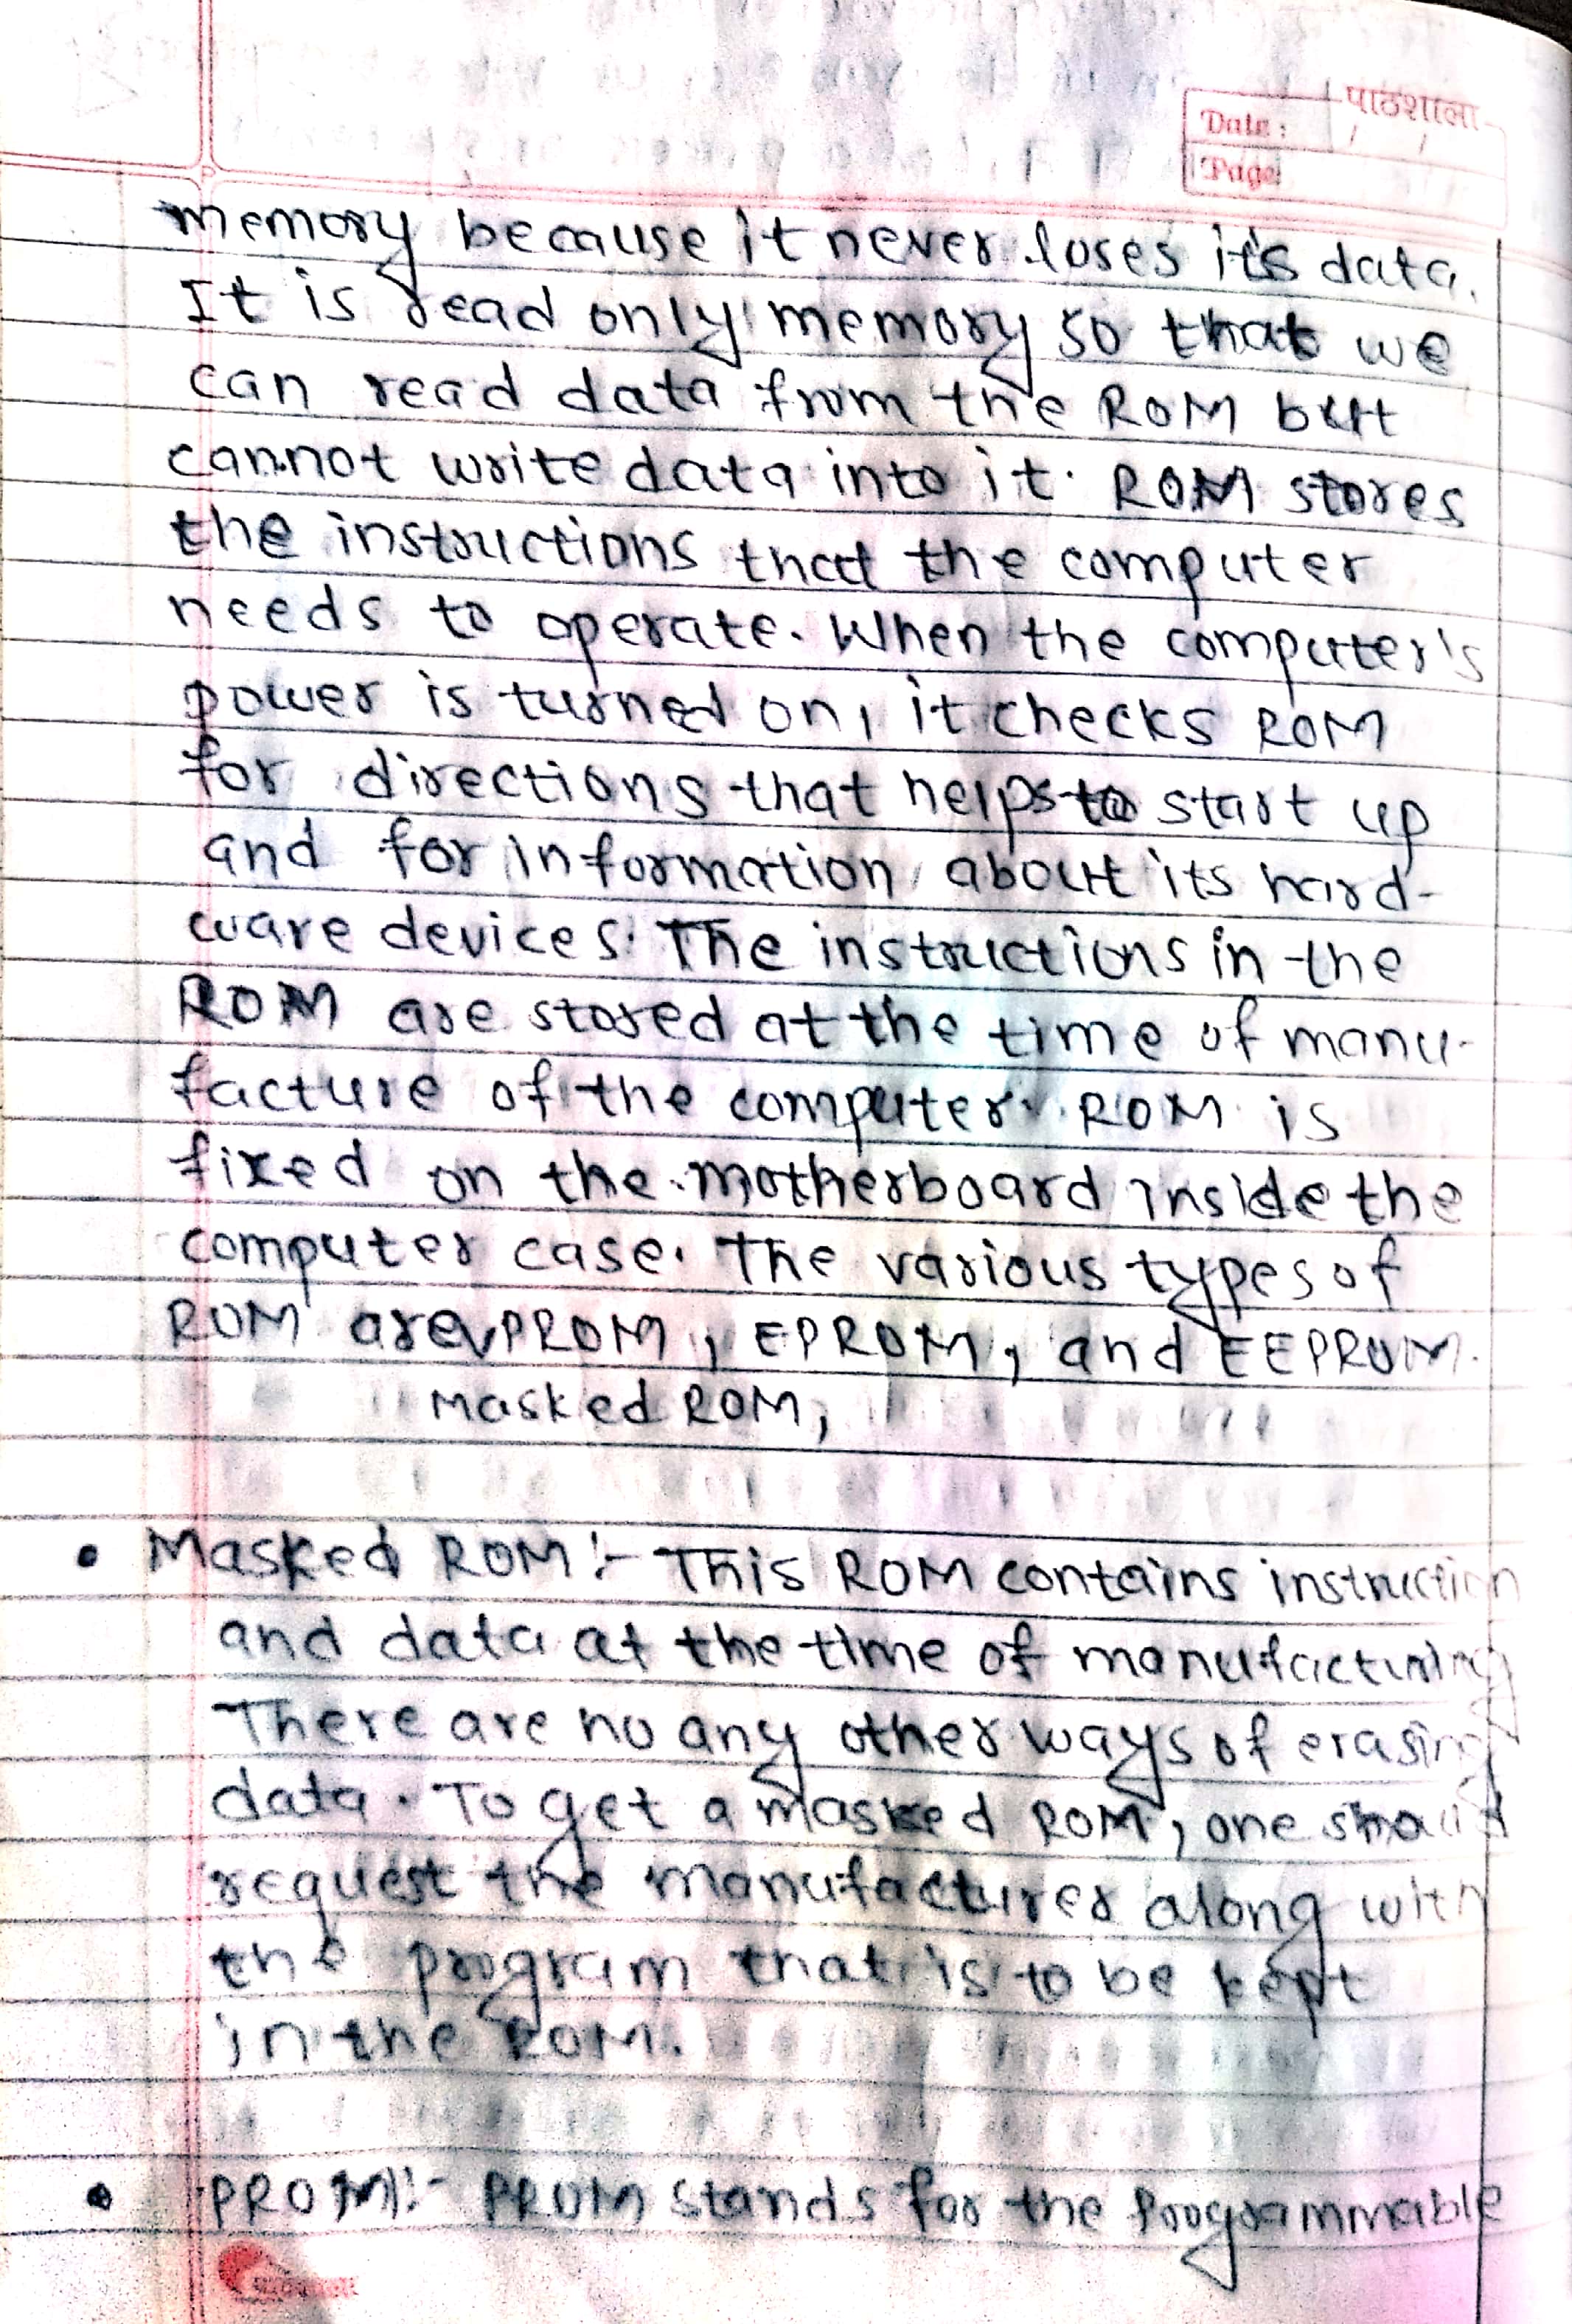 पाठशाला
Date : / /
Page
memory because it never loses it's data.
It is read only memory so that we
can read data from the ROM but
cannot write data into it. ROM stores
the instructions that the computer
needs to operate. When the computer's
power is turned on, it checks ROM
for directions that helps to start up
and for information about its hard-
ware devices. The instructions in the
ROM are stored at the time of manu-
facture of the computer. ROM is
fixed on the motherboard inside the
computer case. The various types of
ROM are PROM, EPROM, and EEPROM.
Masked ROM,
• Masked ROM :- This ROM contains instruction
and data at the time of manufacturing
There are no any other ways of erasing
data. To get a masked ROM, one should
request the manufacturer along with
the program that is to be kept
in the ROM.
• PROM :- PROM stands for the Programmable